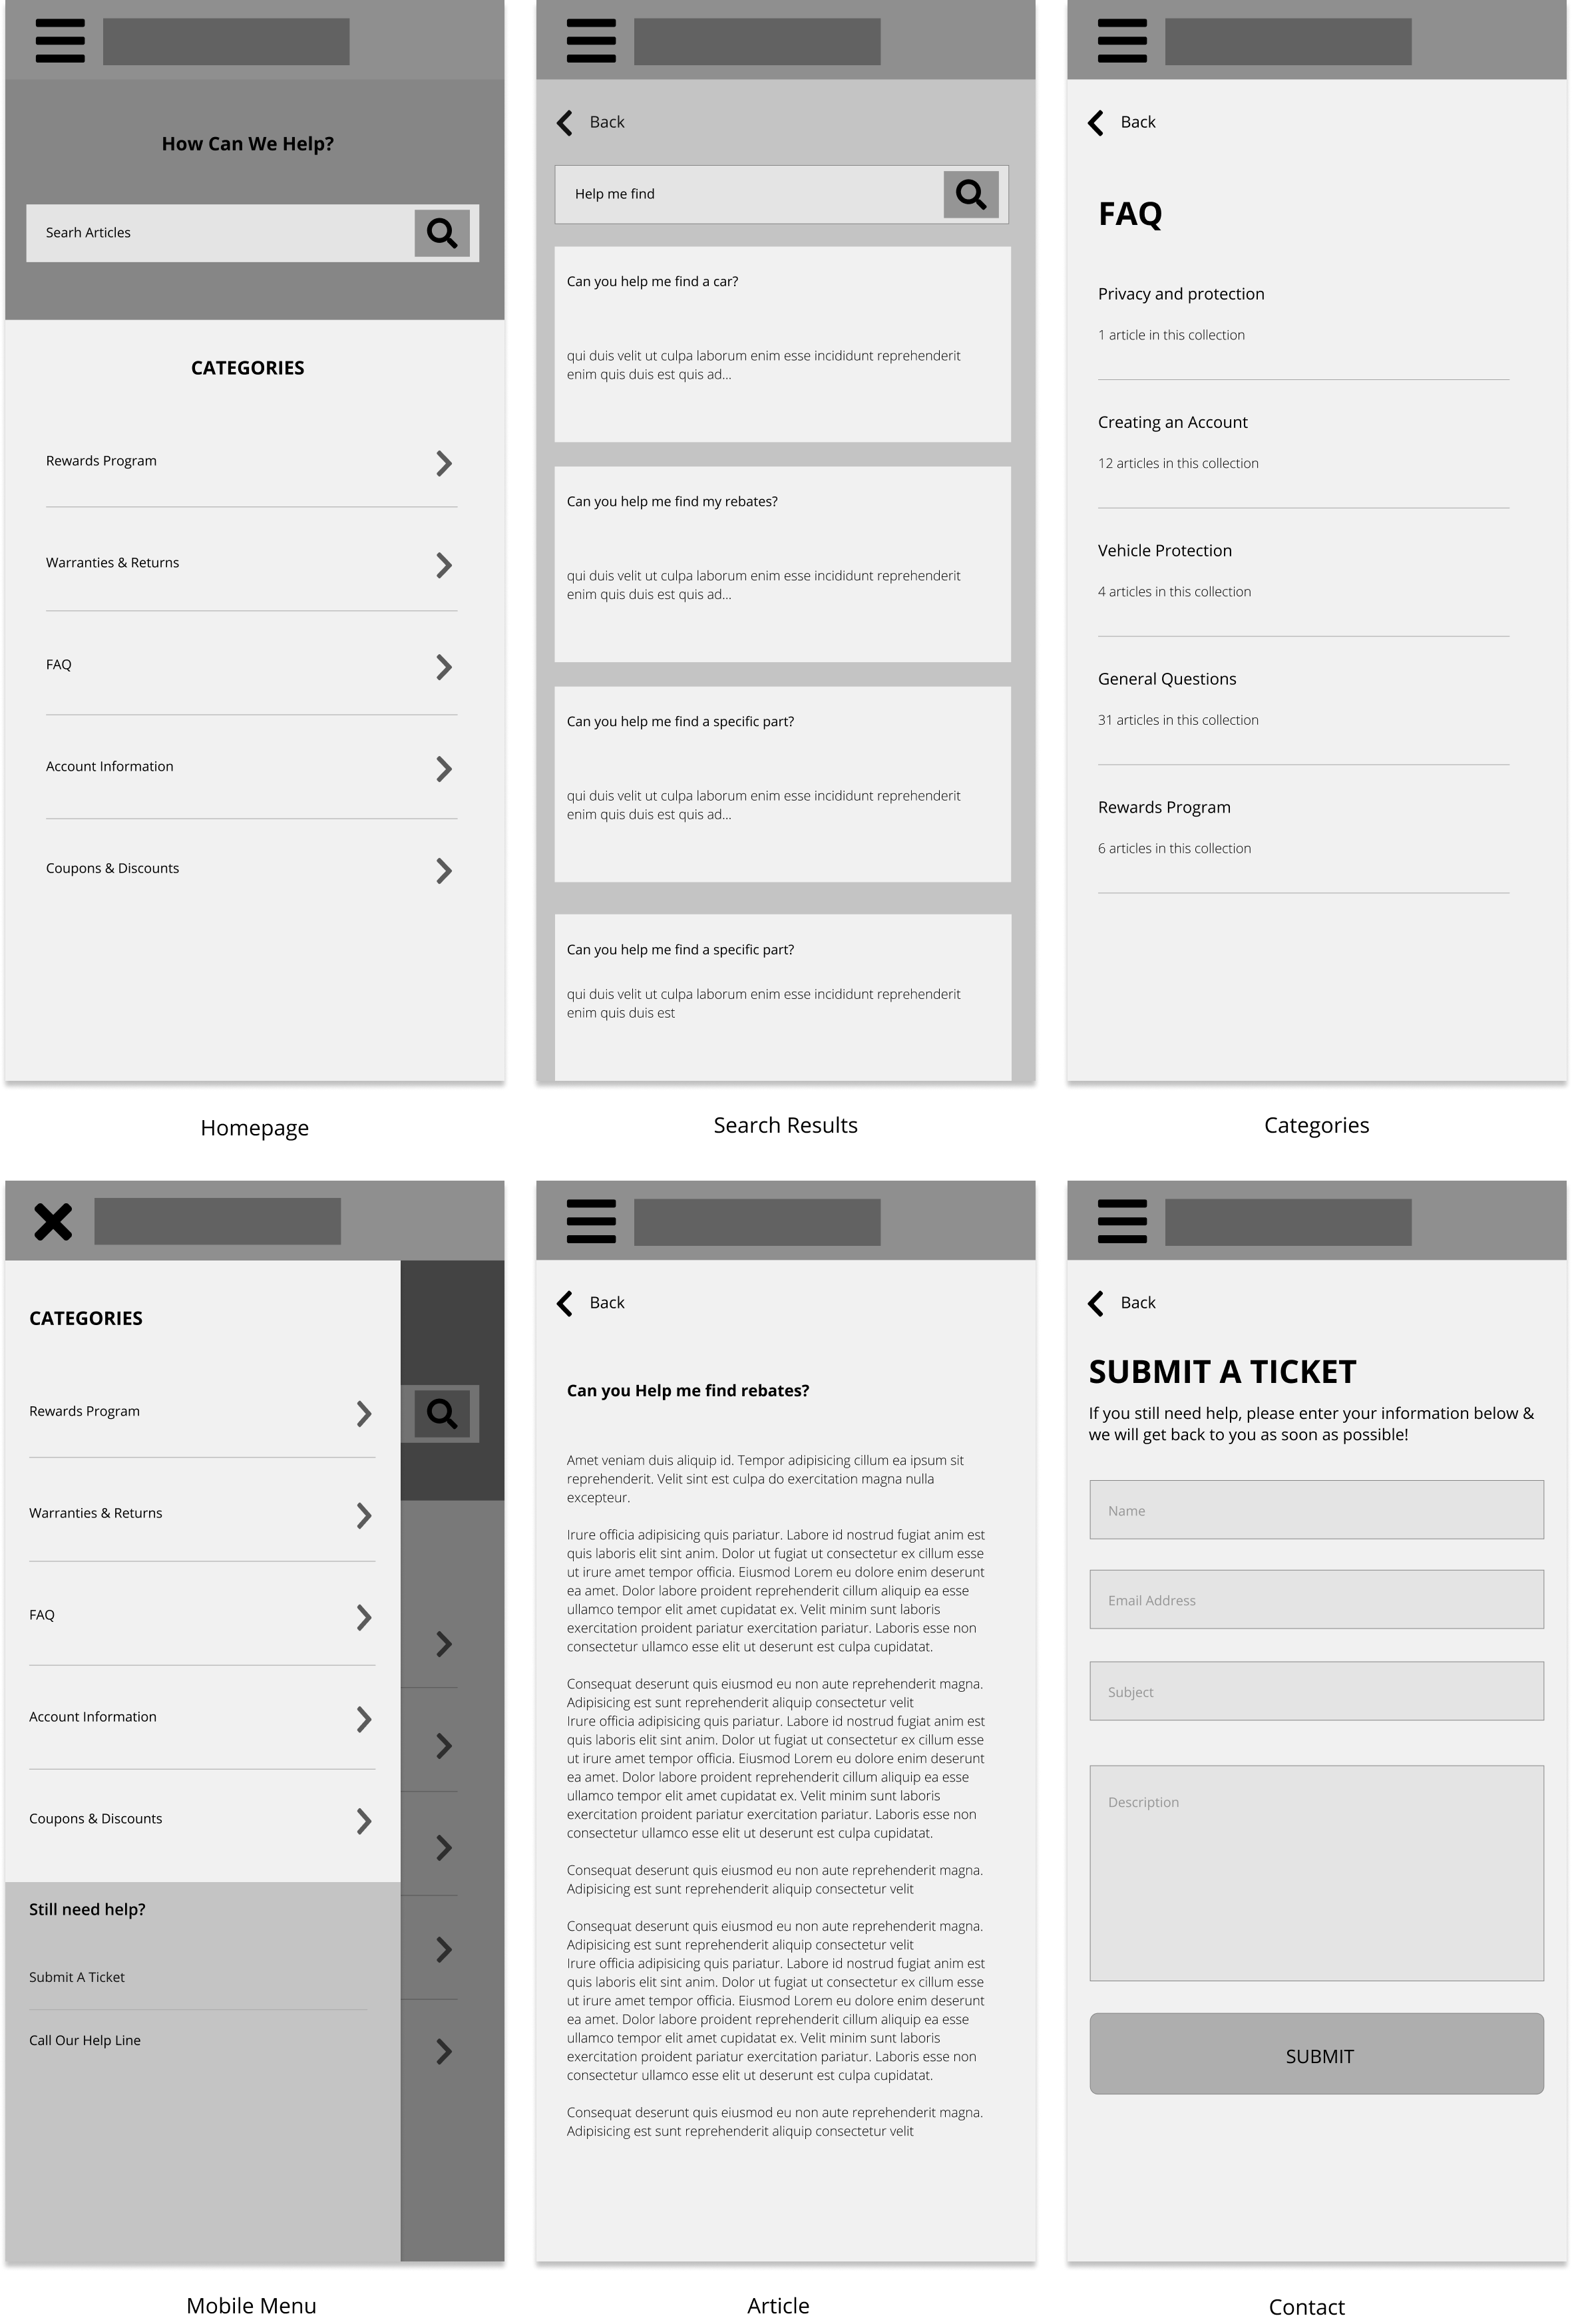 How Can We Help?
Searh Articles
CATEGORIES
Rewards Program
Warranties & Returns
FAQ
Account Information
Coupons & Discounts
Homepage
Back
Help me find
Can you help me find a car?
qui duis velit ut culpa laborum enim esse incididunt reprehenderit
enim quis duis est quis ad...
Can you help me find my rebates?
qui duis velit ut culpa laborum enim esse incididunt reprehenderit
enim quis duis est quis ad...
Can you help me find a specific part?
qui duis velit ut culpa laborum enim esse incididunt reprehenderit
enim quis duis est quis ad...
Can you help me find a specific part?
qui duis velit ut culpa laborum enim esse incididunt reprehenderit
enim quis duis est
Search Results
Back
FAQ
Privacy and protection
1 article in this collection
Creating an Account
12 articles in this collection
Vehicle Protection
4 articles in this collection
General Questions
31 articles in this collection
Rewards Program
6 articles in this collection
Categories
CATEGORIES
Rewards Program
Warranties & Returns
FAQ
Account Information
Coupons & Discounts
Still need help?
Submit A Ticket
Call Our Help Line
Mobile Menu
Back
Can you Help me find rebates?
Amet veniam duis aliquip id. Tempor adipisicing cillum ea ipsum sit
reprehenderit. Velit sint est culpa do exercitation magna nulla
excepteur.
Irure officia adipisicing quis pariatur. Labore id nostrud fugiat anim est
quis laboris elit sint anim. Dolor ut fugiat ut consectetur ex cillum esse
ut irure amet tempor officia. Eiusmod Lorem eu dolore enim deserunt
ea amet. Dolor labore proident reprehenderit cillum aliquip ea esse
ullamco tempor elit amet cupidatat ex. Velit minim sunt laboris
exercitation proident pariatur exercitation pariatur. Laboris esse non
consectetur ullamco esse elit ut deserunt est culpa cupidatat.
Consequat deserunt quis eiusmod eu non aute reprehenderit magna.
Adipisicing est sunt reprehenderit aliquip consectetur velit
Irure officia adipisicing quis pariatur. Labore id nostrud fugiat anim est
quis laboris elit sint anim. Dolor ut fugiat ut consectetur ex cillum esse
ut irure amet tempor officia. Eiusmod Lorem eu dolore enim deserunt
ea amet. Dolor labore proident reprehenderit cillum aliquip ea esse
ullamco tempor elit amet cupidatat ex. Velit minim sunt laboris
exercitation proident pariatur exercitation pariatur. Laboris esse non
consectetur ullamco esse elit ut deserunt est culpa cupidatat.
Consequat deserunt quis eiusmod eu non aute reprehenderit magna.
Adipisicing est sunt reprehenderit aliquip consectetur velit
Consequat deserunt quis eiusmod eu non aute reprehenderit magna.
Adipisicing est sunt reprehenderit aliquip consectetur velit
Irure officia adipisicing quis pariatur. Labore id nostrud fugiat anim est
quis laboris elit sint anim. Dolor ut fugiat ut consectetur ex cillum esse
ut irure amet tempor officia. Eiusmod Lorem eu dolore enim deserunt
ea amet. Dolor labore proident reprehenderit cillum aliquip ea esse
ullamco tempor elit amet cupidatat ex. Velit minim sunt laboris
exercitation proident pariatur exercitation pariatur. Laboris esse non
consectetur ullamco esse elit ut deserunt est culpa cupidatat.
Consequat deserunt quis eiusmod eu non aute reprehenderit magna.
Adipisicing est sunt reprehenderit aliquip consectetur velit
Article
Back
SUBMIT A TICKET
If you still need help, please enter your information below &
we will get back to you as soon as possible!
Name
Email Address
Subject
Description
SUBMIT
Contact